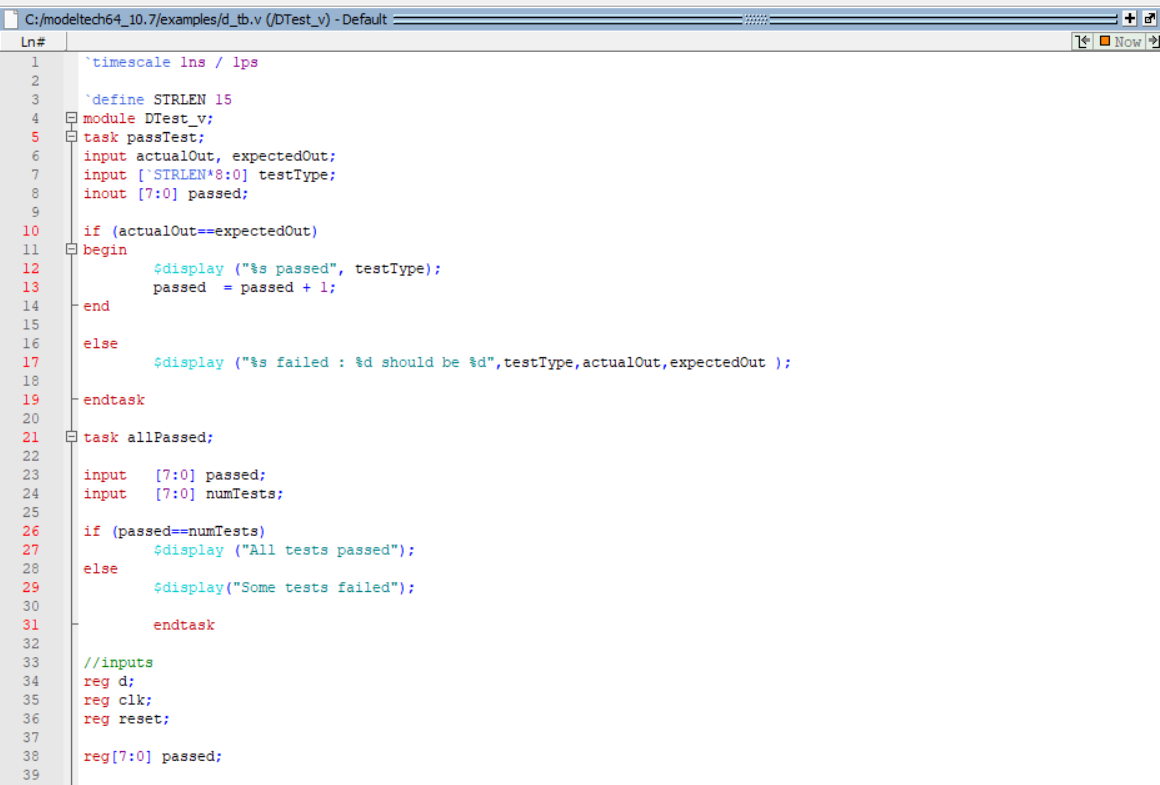 C:/modeltech64_10.7/examples/d_tb.v (/DTest_v) - Default
Ln#
Now
1 `timescale 1ns / 1ps
2
3 `define STRLEN 15
4 module DTest_v;
5 task passTest;
6 input actualOut, expectedOut;
7 input [`STRLEN*8:0] testType;
8 inout [7:0] passed;
9
10 if (actualOut==expectedOut)
11 begin
12 $display ("%s passed", testType);
13 passed  = passed + 1;
14 end
15
16 else
17 $display ("%s failed : %d should be %d",testType,actualOut,expectedOut );
18
19 endtask
20
21 task allPassed;
22
23 input   [7:0] passed;
24 input   [7:0] numTests;
25
26 if (passed==numTests)
27 $display ("All tests passed");
28 else
29 $display("Some tests failed");
30
31 endtask
32
33 //inputs
34 reg d;
35 reg clk;
36 reg reset;
37
38 reg[7:0] passed;
39